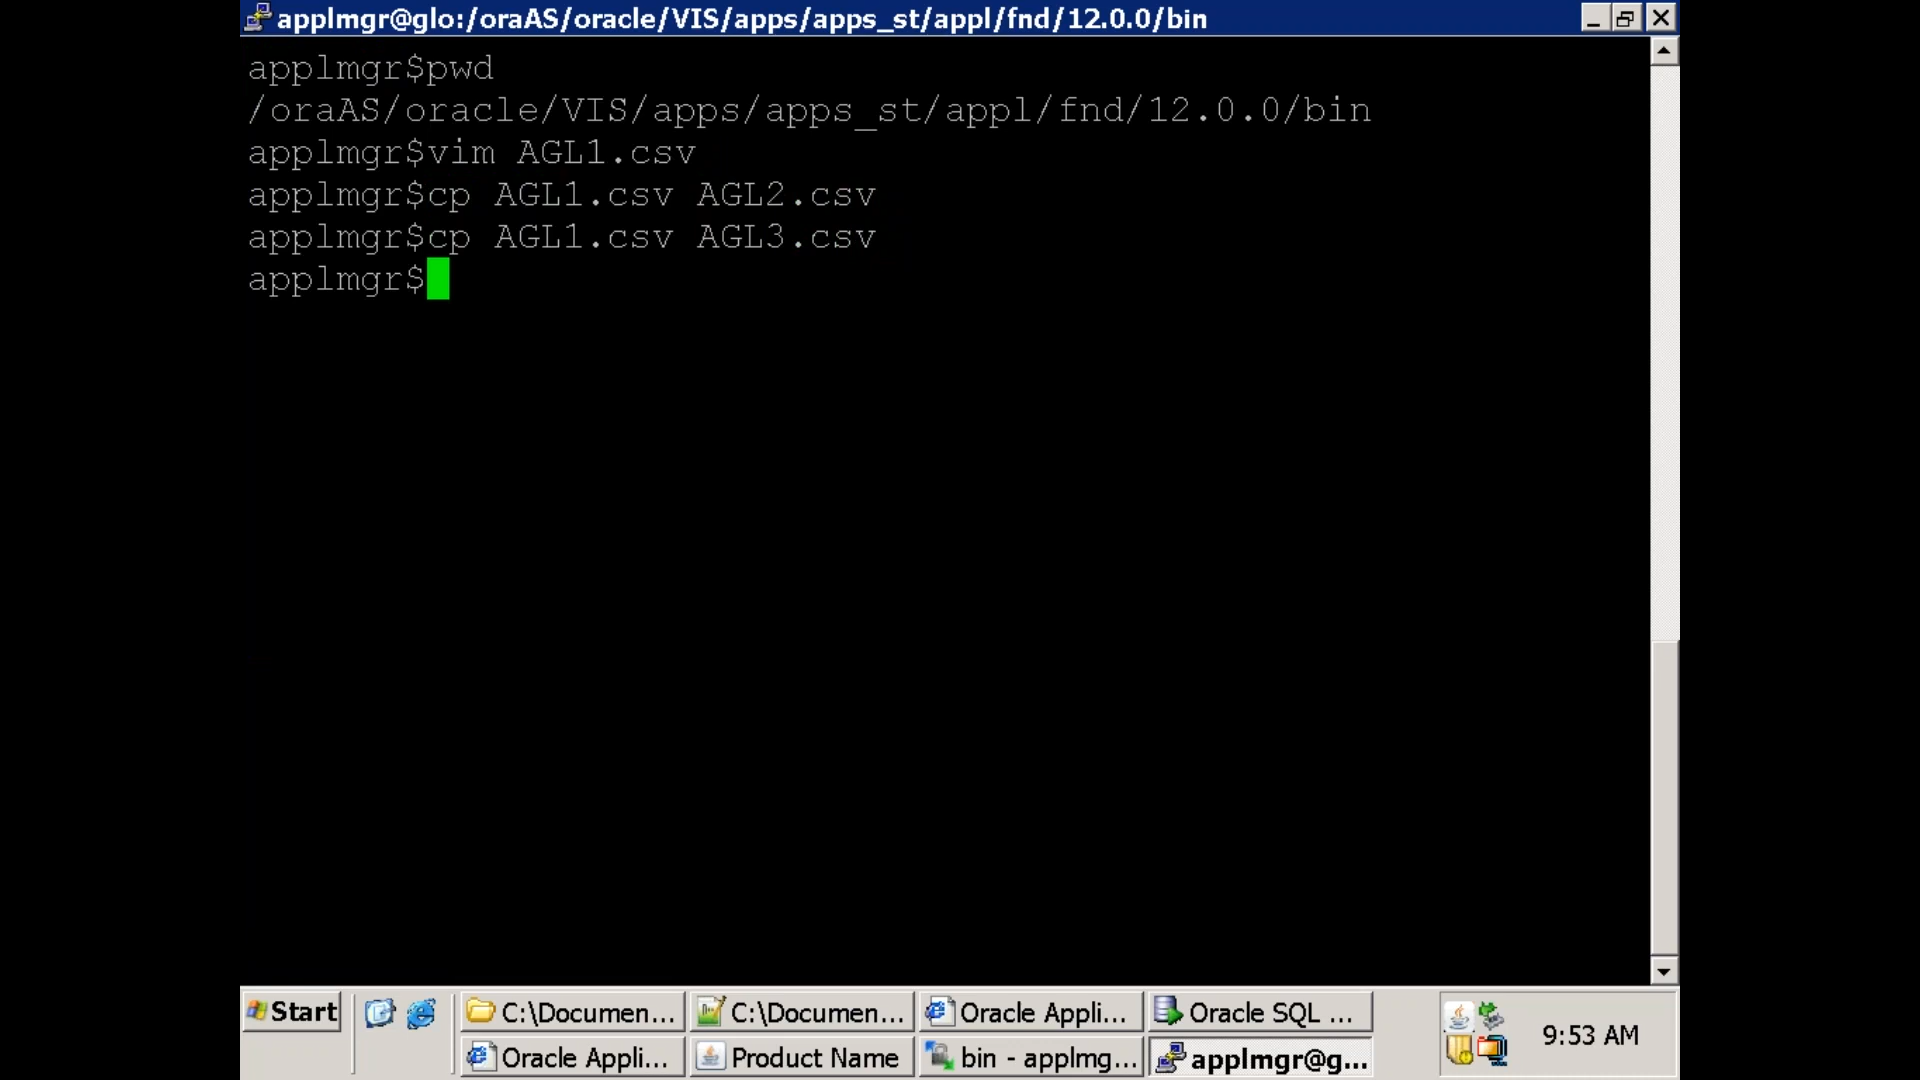 applmgr@glo:/oraAS/oracle/VIS/apps/apps_st/appl/fnd/12.0.0/bin
applmgr$pwd
/oraAS/oracle/VIS/apps/apps_st/appl/fnd/12.0.0/bin
applmgr$vim AGL1.csv
applmgr$cp AGL1.csv AGL2.csv
applmgr$cp AGL1.csv AGL3.csv
applmgr$
Start
C:\Documen...
C:\Documen...
Oracle Appli...
Oracle SQL ...
Oracle Appli...
Product Name
bin - applmg...
applmgr@g...
9:53 AM